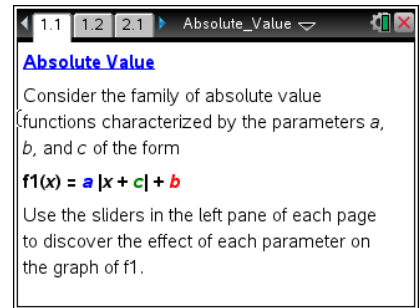 1.1 1.2 2.1 Absolute_Value
Absolute Value
Consider the family of absolute value
functions characterized by the parameters a,
b, and c of the form
f1(x) = a |x + c| + b
Use the sliders in the left pane of each page
to discover the effect of each parameter on
the graph of f1.